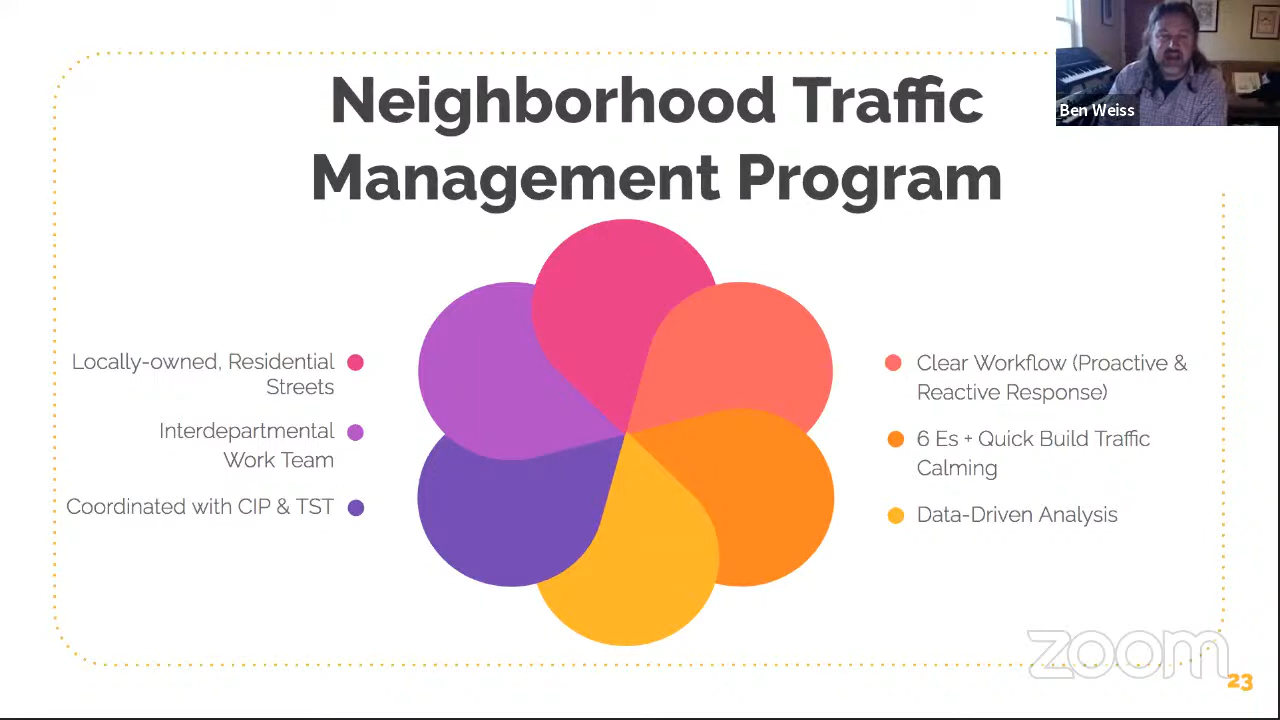 Neighborhood Traffic
Management Program
Ben Weiss
Locally-owned, Residential
Streets
Interdepartmental
Work Team
Coordinated with CIP & TST
Clear Workflow (Proactive &
Reactive Response)
6 Es + Quick Build Traffic
Calming
Data-Driven Analysis
zoom
23